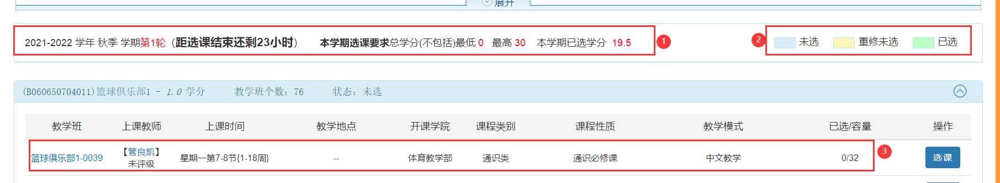 展开
2021-2022 学年 秋季 学期第1轮（距选课结束还剩23小时） 本学期选课要求总学分(不包括)最低 0 最高 30 本学期已选学分 19.5 1 2 未选 重修未选 已选
(B060650704011)篮球俱乐部1 - 1.0 学分 教学班个数：76 状态：未选
教学班 上课教师 上课时间 教学地点 开课学院 课程类别 课程性质 教学模式 已选/容量 操作
篮球俱乐部1-0039 【管良凯】 星期一第7-8节{1-18周} -- 体育教学部 通识类 通识必修课 中文教学 0/32 3 选课
未评级